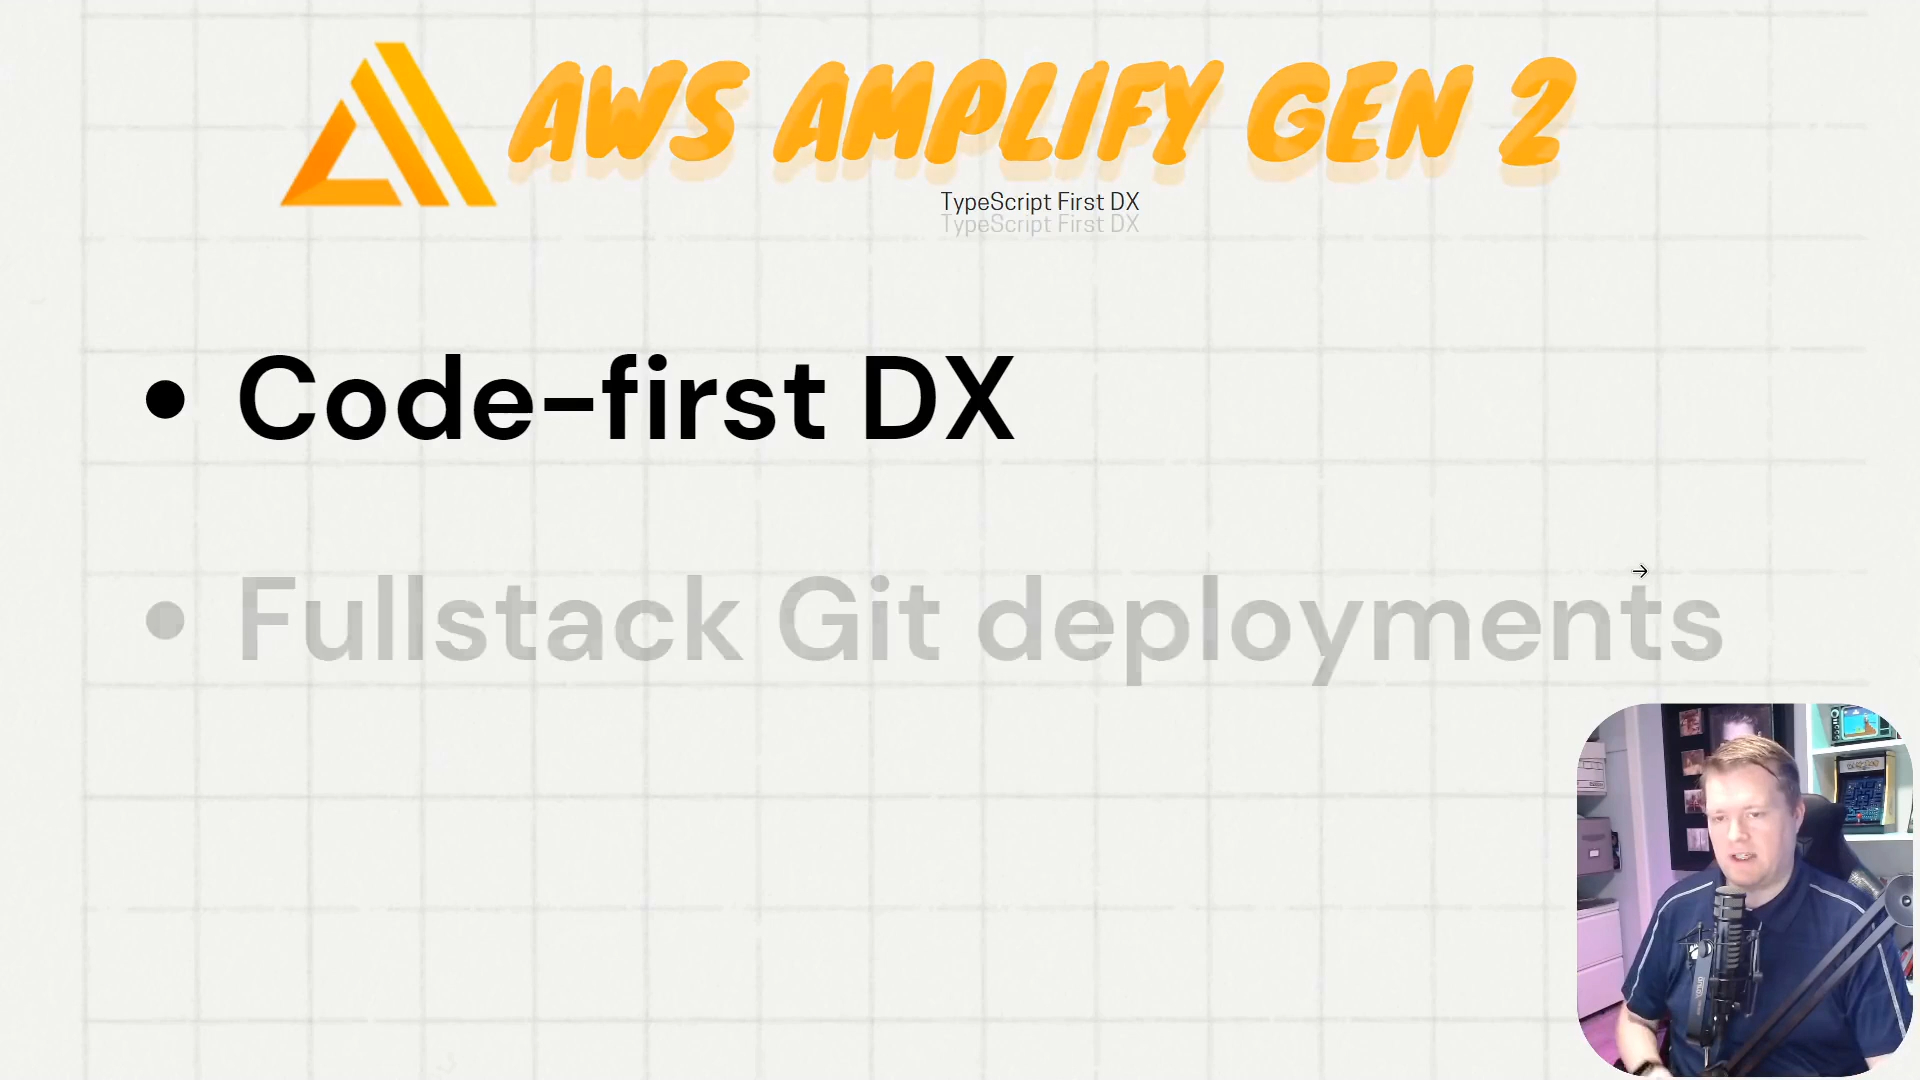 AWS AMPLIFY GEN 2
TypeScript First DX
TypeScript First DX
• Code-first DX
• Fullstack Git deployments